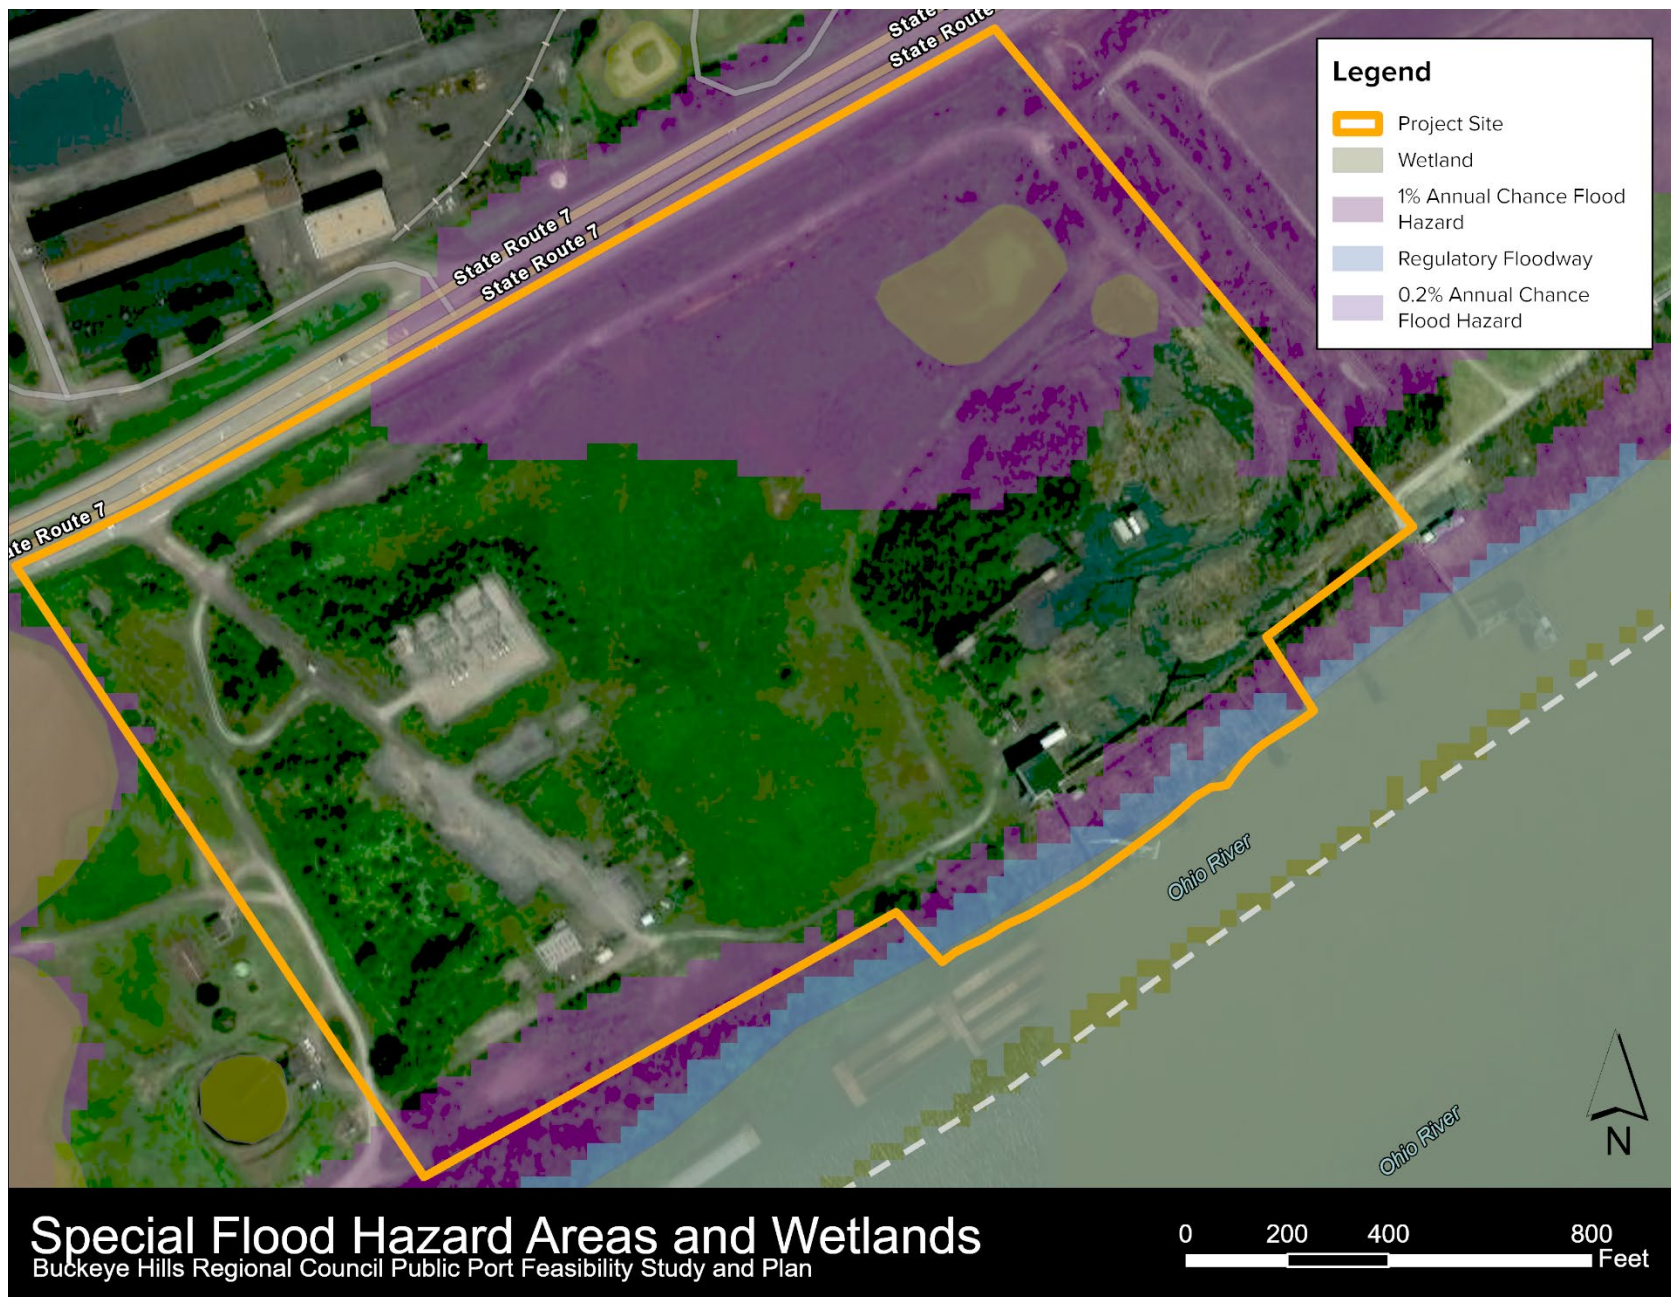 State
State Route
Legend
Project Site
Wetland
1% Annual Chance Flood
Hazard
Regulatory Floodway
0.2% Annual Chance
Flood Hazard
State Route 7
State Route 7
ate Route 7
Ohio River
Ohio River
N
Special Flood Hazard Areas and Wetlands
Buckeye Hills Regional Council Public Port Feasibility Study and Plan
0 200 400 800
Feet